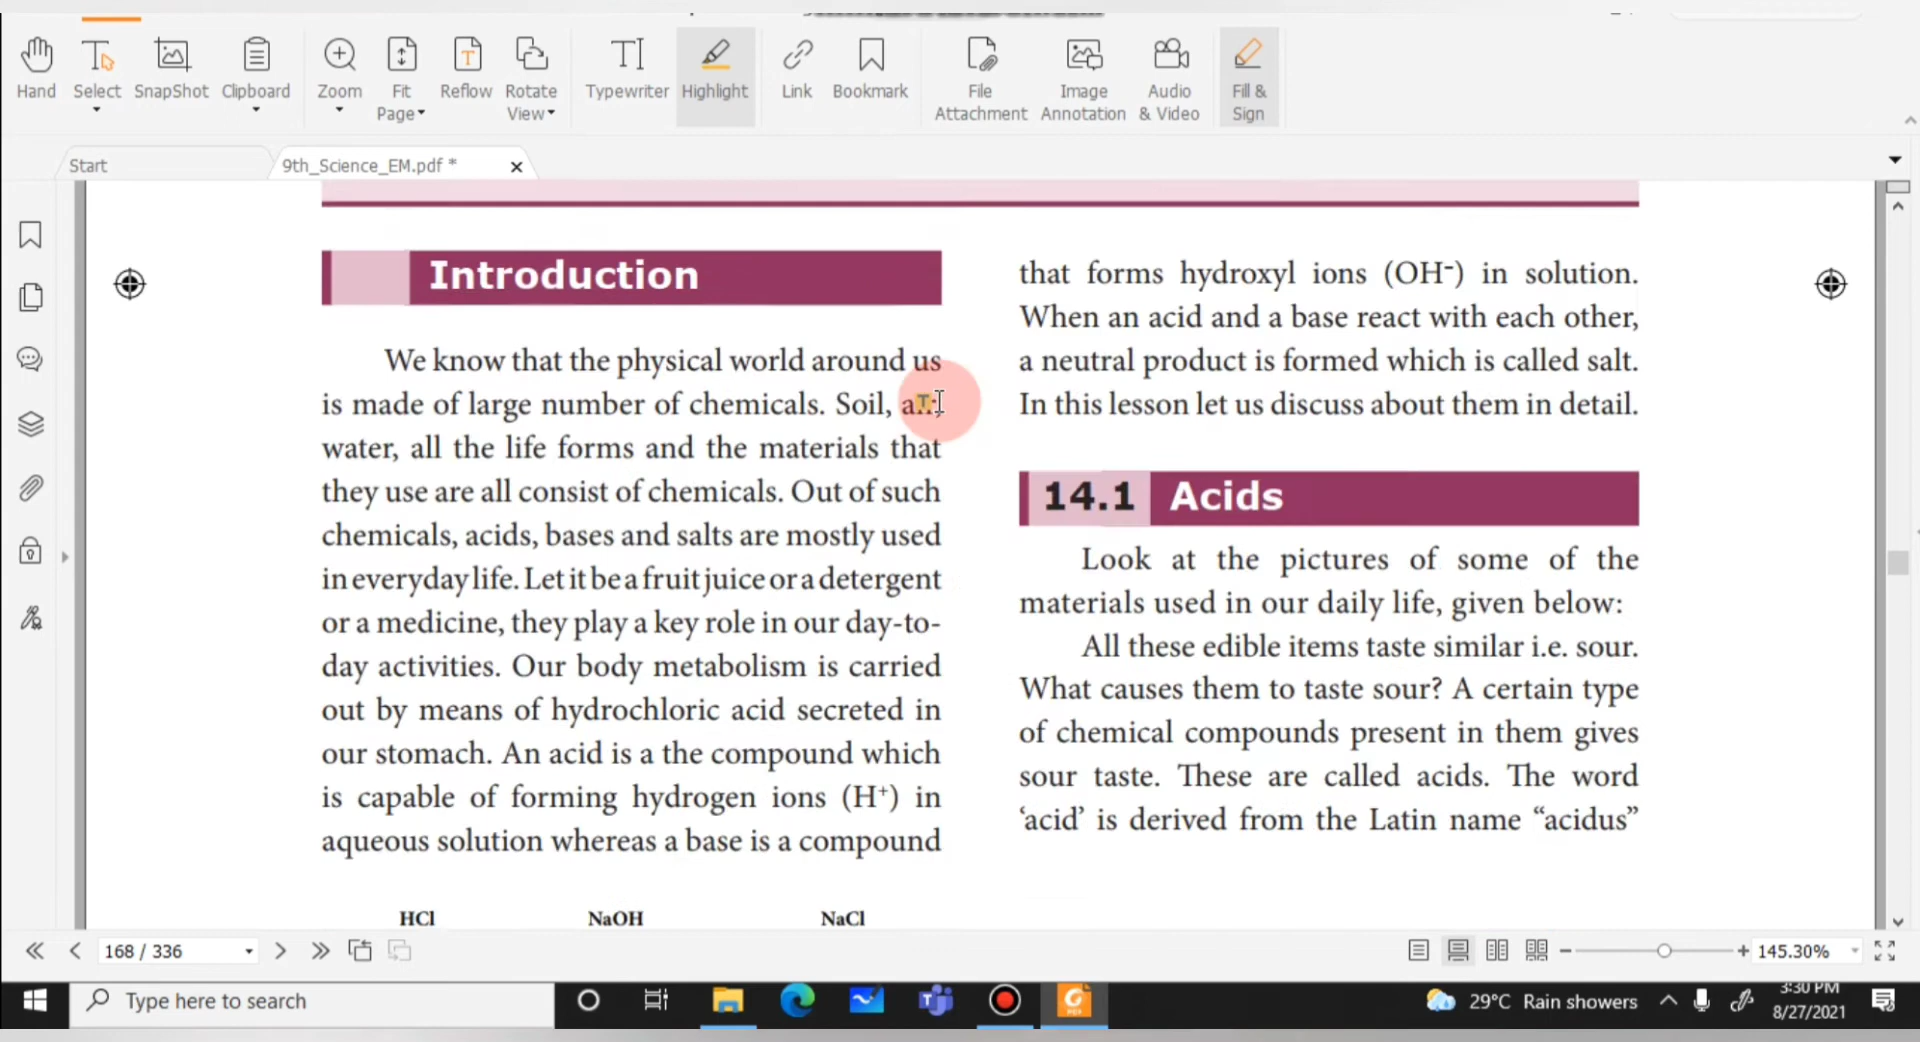 Hand
Select
SnapShot
Clipboard
Zoom
Fit
Page
Reflow
Rotate
View
Typewriter
Highlight
Link
Bookmark
File
Attachment
Image
Annotation
Audio
& Video
Fill &
Sign
Start
9th_Science_EM.pdf *
Introduction
We know that the physical world around us
is made of large number of chemicals. Soil,
water, all the life forms and the materials that
they use are all consist of chemicals. Out of such
chemicals, acids, bases and salts are mostly used
in everyday life. Let it be a fruit juice or a detergent
or a medicine, they play a key role in our day-to-
day activities. Our body metabolism is carried
out by means of hydrochloric acid secreted in
our stomach. An acid is a the compound which
is capable of forming hydrogen ions (H⁺) in
aqueous solution whereas a base is a compound
HCl NaOH NaCl
that forms hydroxyl ions (OH⁻) in solution.
When an acid and a base react with each other,
a neutral product is formed which is called salt.
In this lesson let us discuss about them in detail.
14.1 Acids
Look at the pictures of some of the
materials used in our daily life, given below:
All these edible items taste similar i.e. sour.
What causes them to taste sour? A certain type
of chemical compounds present in them gives
sour taste. These are called acids. The word
‘acid’ is derived from the Latin name “acidus”
168 / 336
145.30%
Type here to search
29°C Rain showers
3:30 PM
8/27/2021